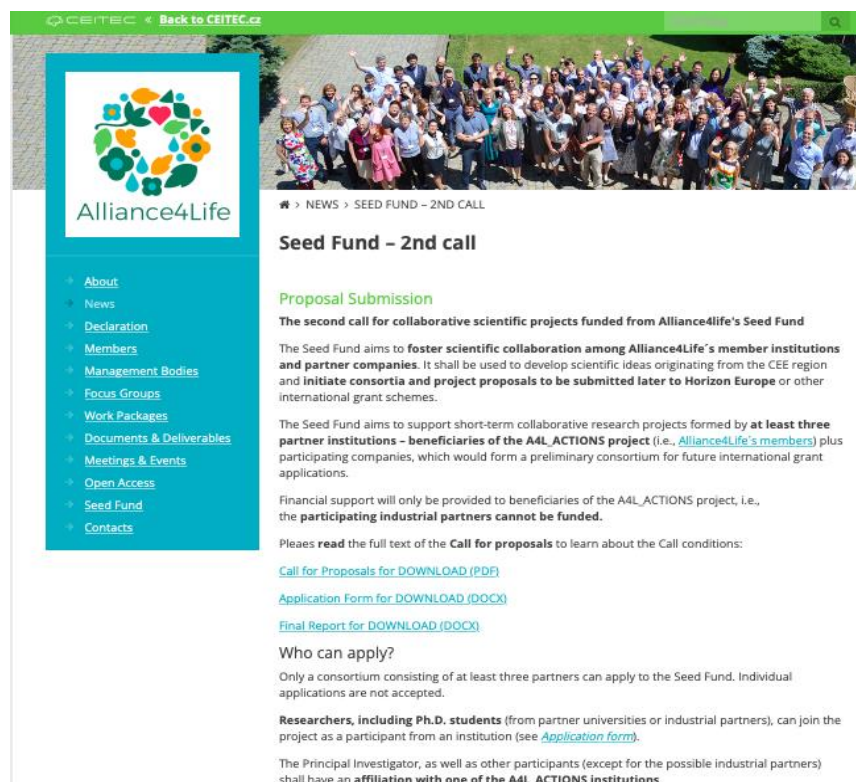 CEITEC « Back to CEITEC.cz
Alliance4Life
About
News
Declaration
Members
Management Bodies
Focus Groups
Work Packages
Documents & Deliverables
Meetings & Events
Open Access
Seed Fund
Contacts
> NEWS > SEED FUND – 2ND CALL
Seed Fund – 2nd call
Proposal Submission
The second call for collaborative scientific projects funded from Alliance4life's Seed Fund
The Seed Fund aims to foster scientific collaboration among Alliance4Life´s member institutions
and partner companies. It shall be used to develop scientific ideas originating from the CEE region
and initiate consortia and project proposals to be submitted later to Horizon Europe or other
international grant schemes.
The Seed Fund aims to support short-term collaborative research projects formed by at least three
partner institutions – beneficiaries of the A4L_ACTIONS project (i.e., Alliance4Life´s members) plus
participating companies, which would form a preliminary consortium for future international grant
applications.
Financial support will only be provided to beneficiaries of the A4L_ACTIONS project, i.e.,
the participating industrial partners cannot be funded.
Pleaes read the full text of the Call for proposals to learn about the Call conditions:
Call for Proposals for DOWNLOAD (PDF)
Application Form for DOWNLOAD (DOCX)
Final Report for DOWNLOAD (DOCX)
Who can apply?
Only a consortium consisting of at least three partners can apply to the Seed Fund. Individual
applications are not accepted.
Researchers, including Ph.D. students (from partner universities or industrial partners), can join the
project as a participant from an institution (see Application form).
The Principal Investigator, as well as other participants (except for the possible industrial partners)
shall have an affiliation with one of the A4L_ACTIONS institutions.